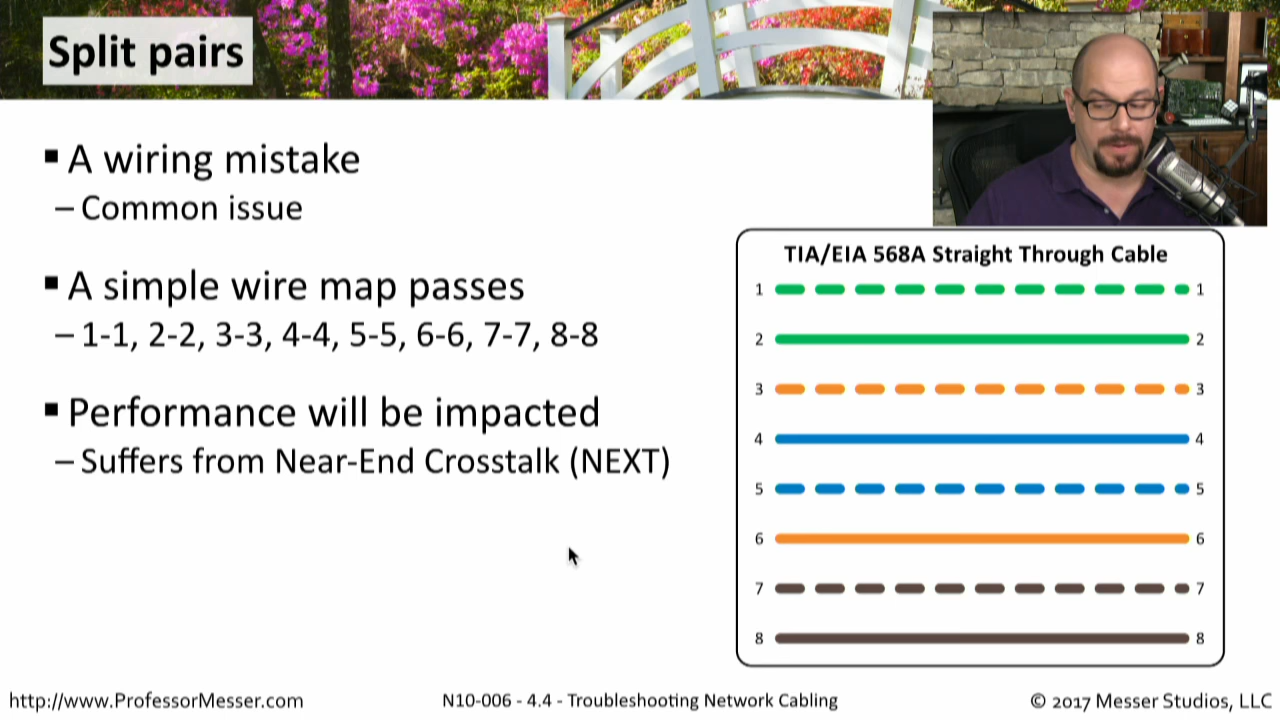 Split pairs
▪ A wiring mistake
– Common issue
▪ A simple wire map passes
– 1-1, 2-2, 3-3, 4-4, 5-5, 6-6, 7-7, 8-8
▪ Performance will be impacted
– Suffers from Near-End Crosstalk (NEXT)
TIA/EIA 568A Straight Through Cable
1 1
2 2
3 3
4 4
5 5
6 6
7 7
8 8
http://www.ProfessorMesser.com
N10-006 - 4.4 - Troubleshooting Network Cabling
© 2017 Messer Studios, LLC